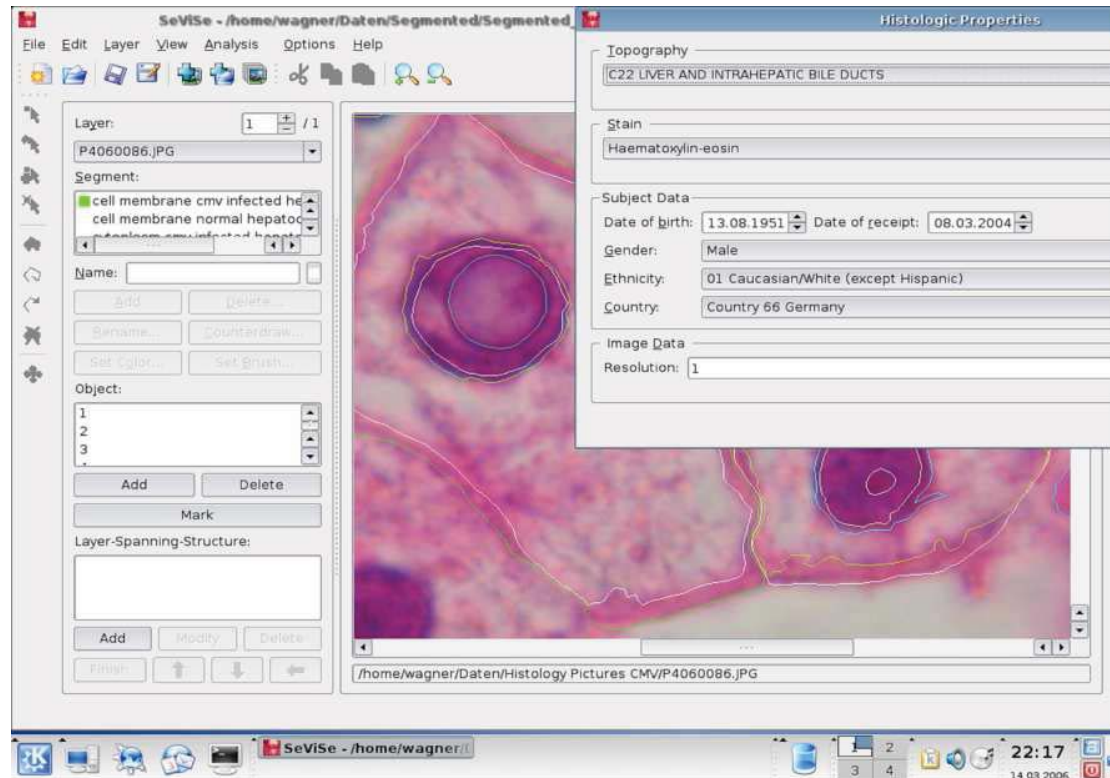 SeViSe - /home/wagner/Daten/Segmented/Segmented_
File Edit Layer View Analysis Options Help
Layer: 1 / 1
P4060086.JPG
Segment:
cell membrane cmv infected he
cell membrane normal hepatoc
cytoplasm cmv infected hepato
Name:
Add Delete...
Rename... Counterdraw...
Set Color... Set Brush...
Object:
1
2
3
Add Delete
Mark
Layer-Spanning-Structure:
Add Modify Delete
Finish
/home/wagner/Daten/Histology Pictures CMV/P4060086.JPG
Histologic Properties
Topography
C22 LIVER AND INTRAHEPATIC BILE DUCTS
Stain
Haematoxylin-eosin
Subject Data
Date of birth: 13.08.1951 Date of receipt: 08.03.2004
Gender: Male
Ethnicity: 01 Caucasian/White (except Hispanic)
Country: Country 66 Germany
Image Data
Resolution: 1
SeViSe - /home/wagner/
1 2
3 4
22:17
14.03.2006